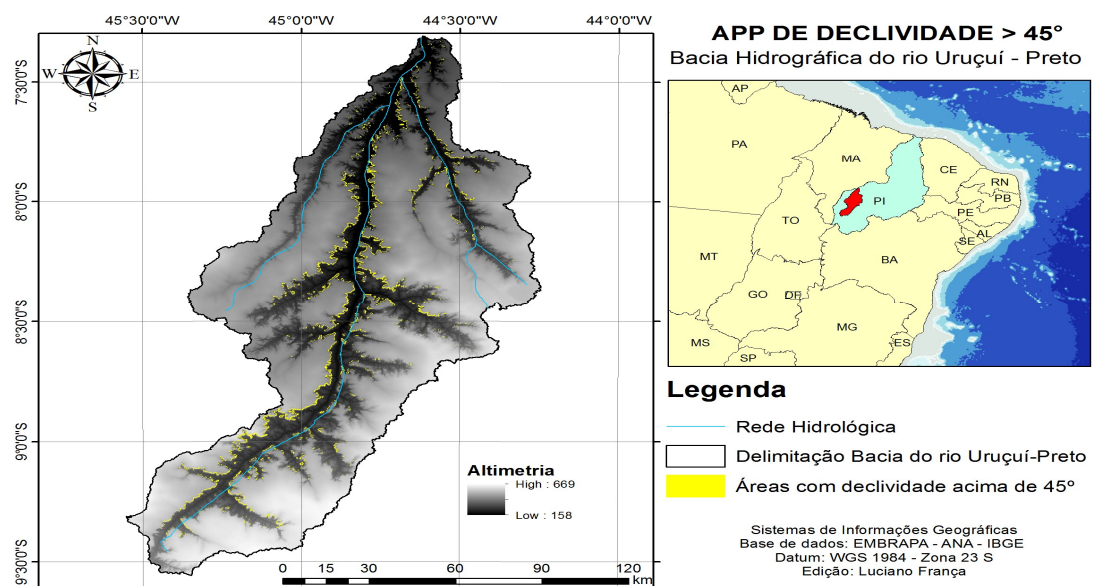 45°30'0"W 45°0'0"W 44°30'0"W 44°0'0"W
N
W E
S
7°30'0"S
8°0'0"S
8°30'0"S
9°0'0"S
9°30'0"S
Altimetria
High : 669
Low : 158
0 15 30 60 90 120
km
APP DE DECLIVIDADE > 45º
Bacia Hidrográfica do rio Uruçuí - Preto
AP
PA
MA
CE
RN
PB
PI
PE
TO
AL
SE
MT
BA
GO
DF
MG
MS
ES
SP
Legenda
Rede Hidrológica
Delimitação Bacia do rio Uruçuí-Preto
Áreas com declividade acima de 45º
Sistemas de Informações Geográficas
Base de dados: EMBRAPA - ANA - IBGE
Datum: WGS 1984 - Zona 23 S
Edição: Luciano França